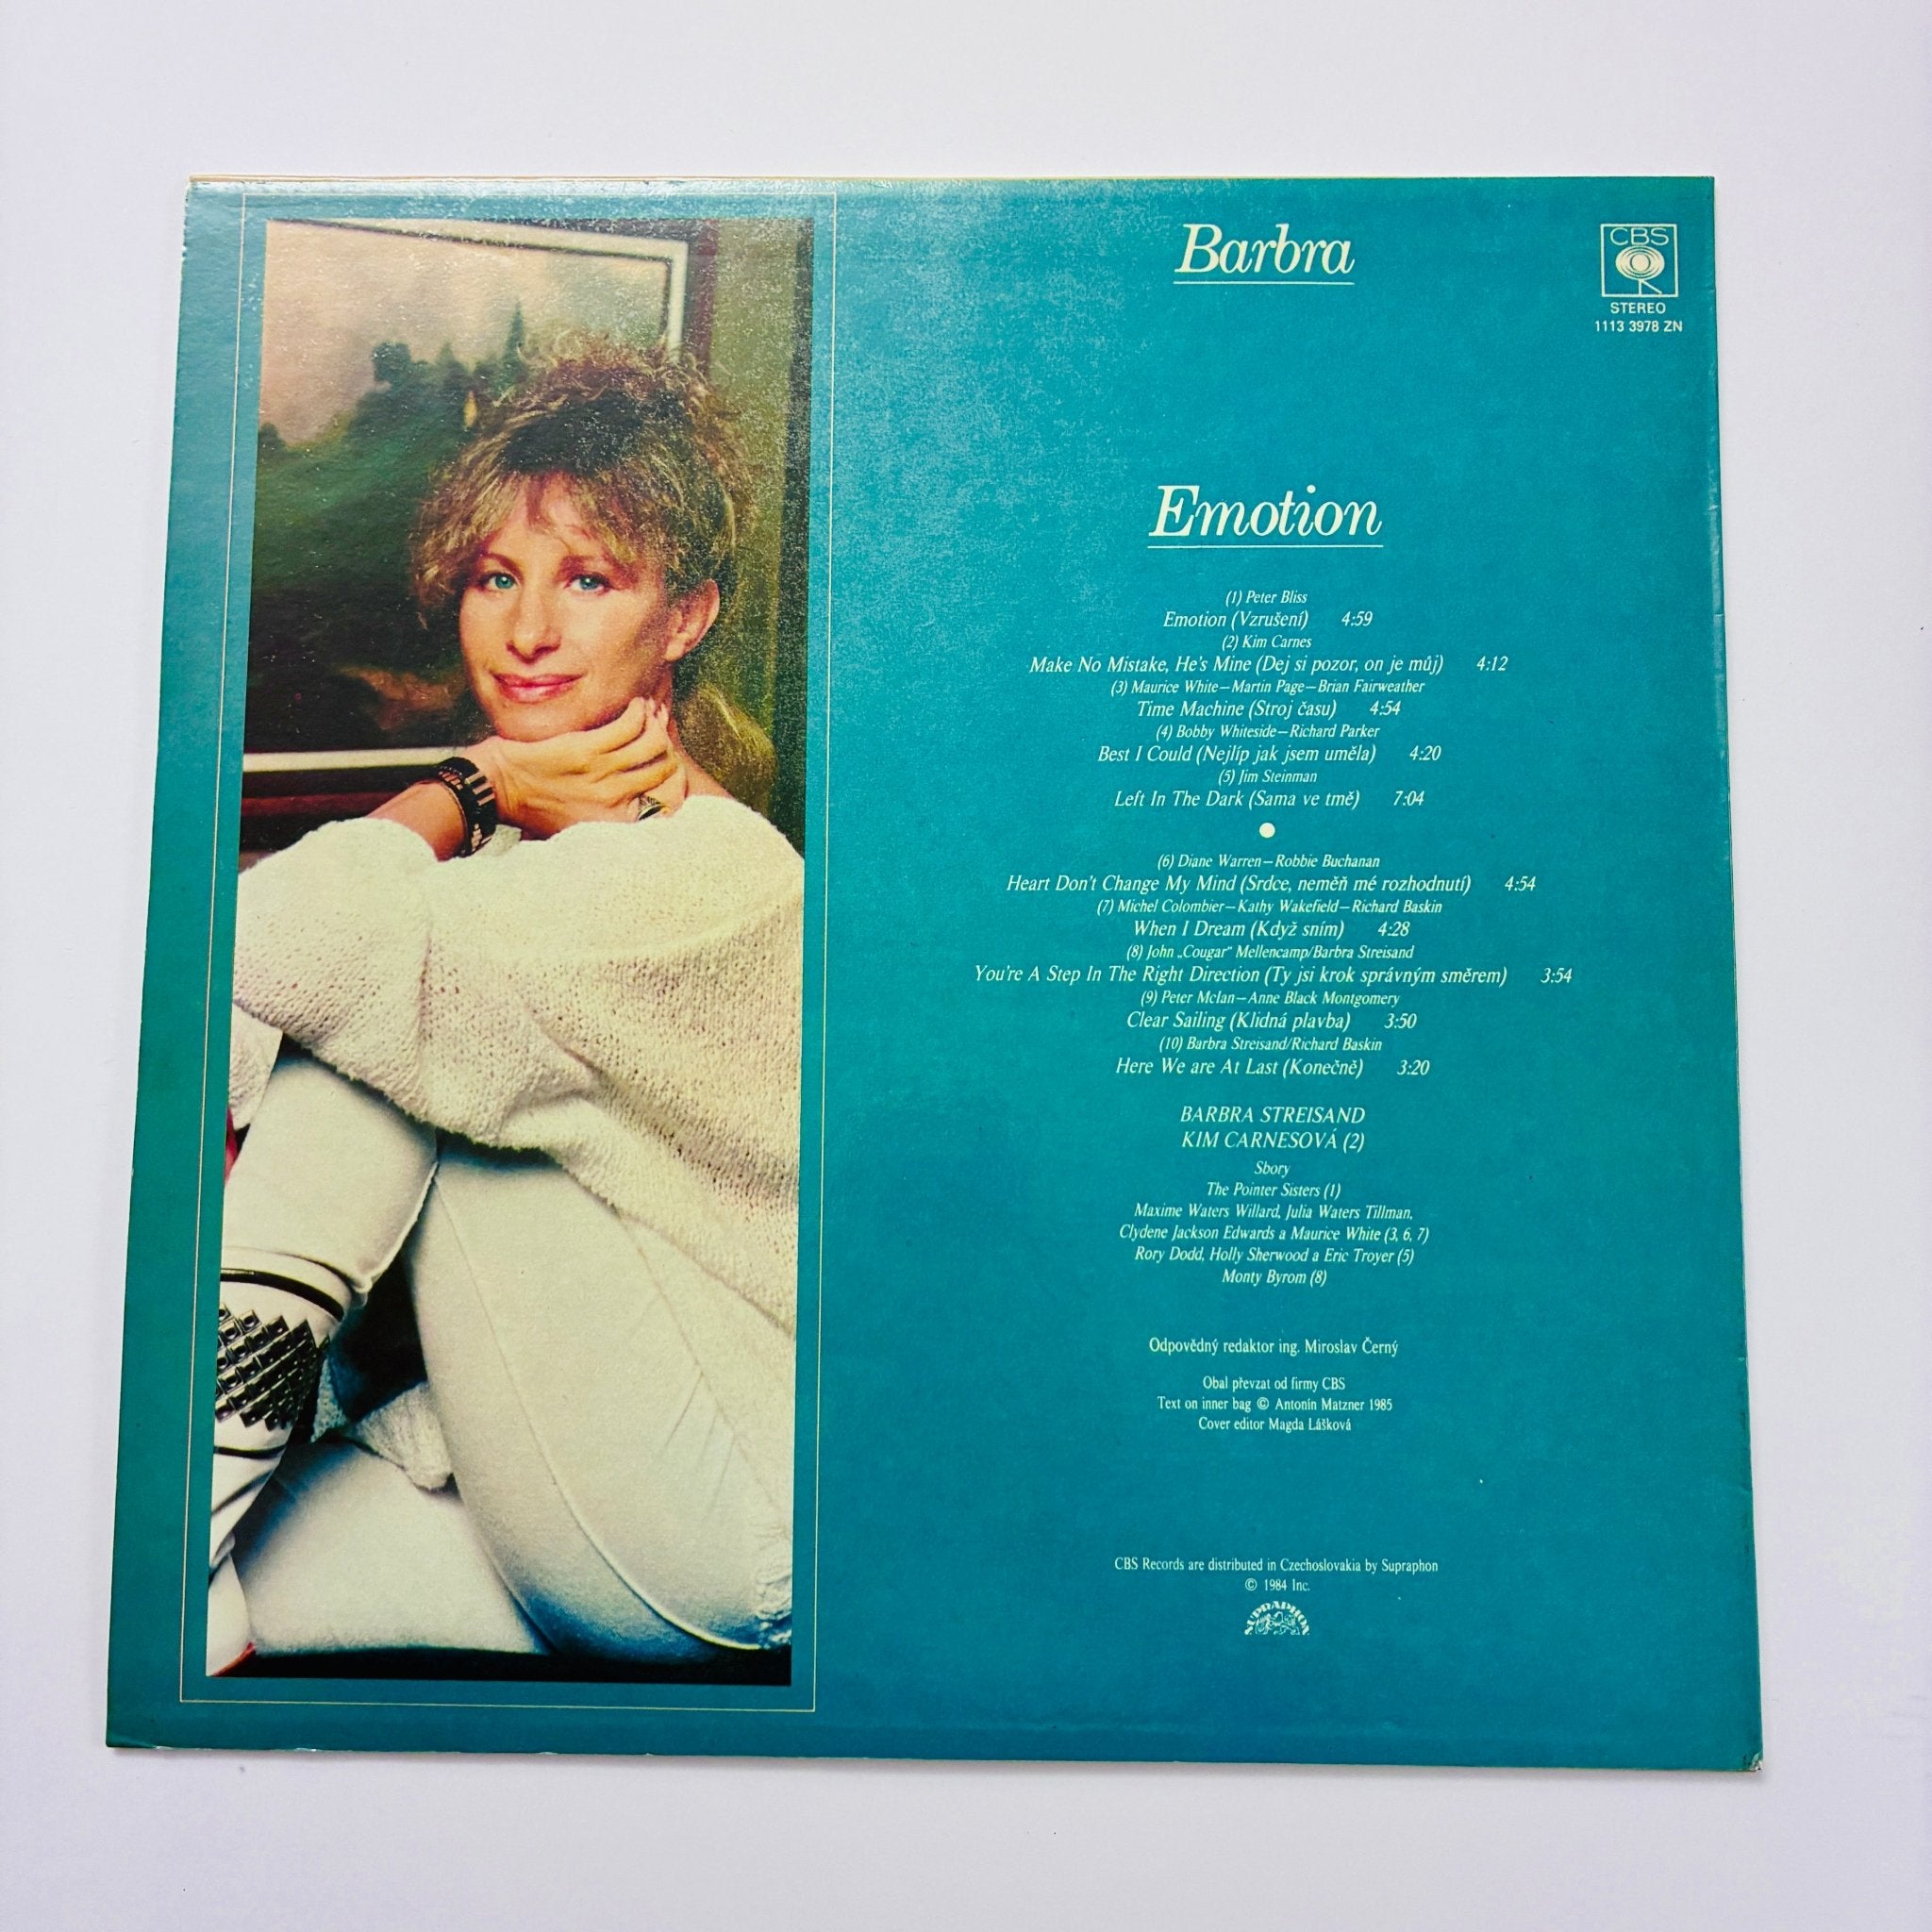 Barbra
CBS
STEREO
1113 3978 ZN
Emotion
(1) Peter Bliss
Emotion (Vzrušení) 4:59
(2) Kim Carnes
Make No Mistake, He's Mine (Dej si pozor, on je můj) 4:12
(3) Maurice White—Martin Page—Brian Fairweather
Time Machine (Stroj času) 4:54
(4) Bobby Whiteside—Richard Parker
Best I Could (Nejlíp jak jsem uměla) 4:20
(5) Jim Steinman
Left In The Dark (Sama ve tmě) 7:04
(6) Diane Warren—Robbie Buchanan
Heart Don't Change My Mind (Srdce, neměň mé rozhodnutí) 4:54
(7) Michel Colombier—Kathy Wakefield—Richard Baskin
When I Dream (Když sním) 4:28
(8) John „Cougar" Mellencamp/Barbra Streisand
You're A Step In The Right Direction (Ty jsi krok správným směrem) 3:54
(9) Peter McIan—Anne Black Montgomery
Clear Sailing (Klidná plavba) 3:50
(10) Barbra Streisand/Richard Baskin
Here We are At Last (Konečně) 3:20
BARBRA STREISAND
KIM CARNESOVÁ (2)
Sbory
The Pointer Sisters (1)
Maxime Waters Willard, Julia Waters Tillman,
Clydene Jackson Edwards a Maurice White (3, 6, 7)
Rory Dodd, Holly Sherwood a Eric Troyer (5)
Monty Byrom (8)
Odpovědný redaktor ing. Miroslav Černý
Obal převzat od firmy CBS
Text on inner bag © Antonín Matzner 1985
Cover editor Magda Lášková
CBS Records are distributed in Czechoslovakia by Supraphon
© 1984 Inc.
SUPRAPHON